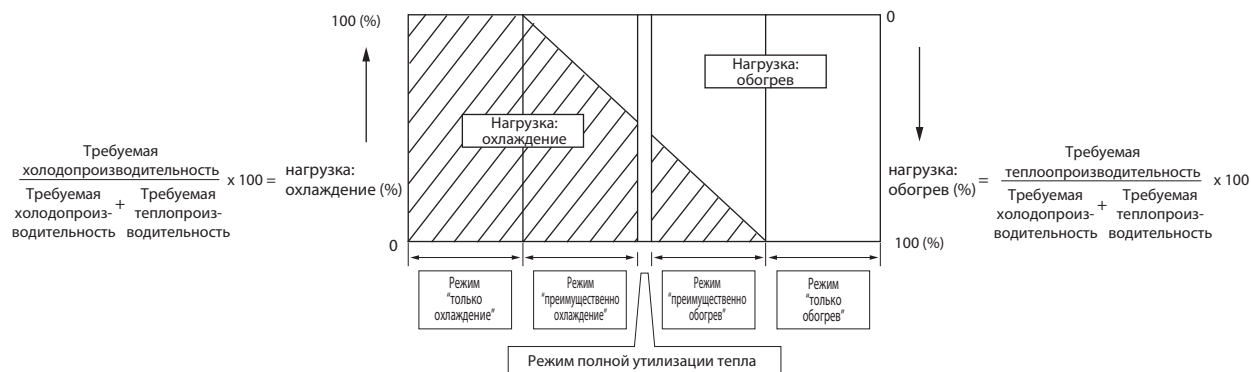 100 (%)
0
Нагрузка:
обогрев
Нагрузка:
охлаждение
Требуемая
холодопроизводительность
Требуемая
холодопроиз-
водительность
+
Требуемая
теплопроиз-
водительность
x 100 =
нагрузка:
охлаждение (%)
нагрузка:
обогрев (%)
=
Требуемая
теплоопроизводительность
Требуемая
холодопроиз-
водительность
+
Требуемая
теплопроиз-
водительность
x 100
0
100 (%)
Режим
"только
охлаждение"
Режим
"преимущественно
охлаждение"
Режим
"преимущественно
обогрев"
Режим
"только
обогрев"
Режим полной утилизации тепла